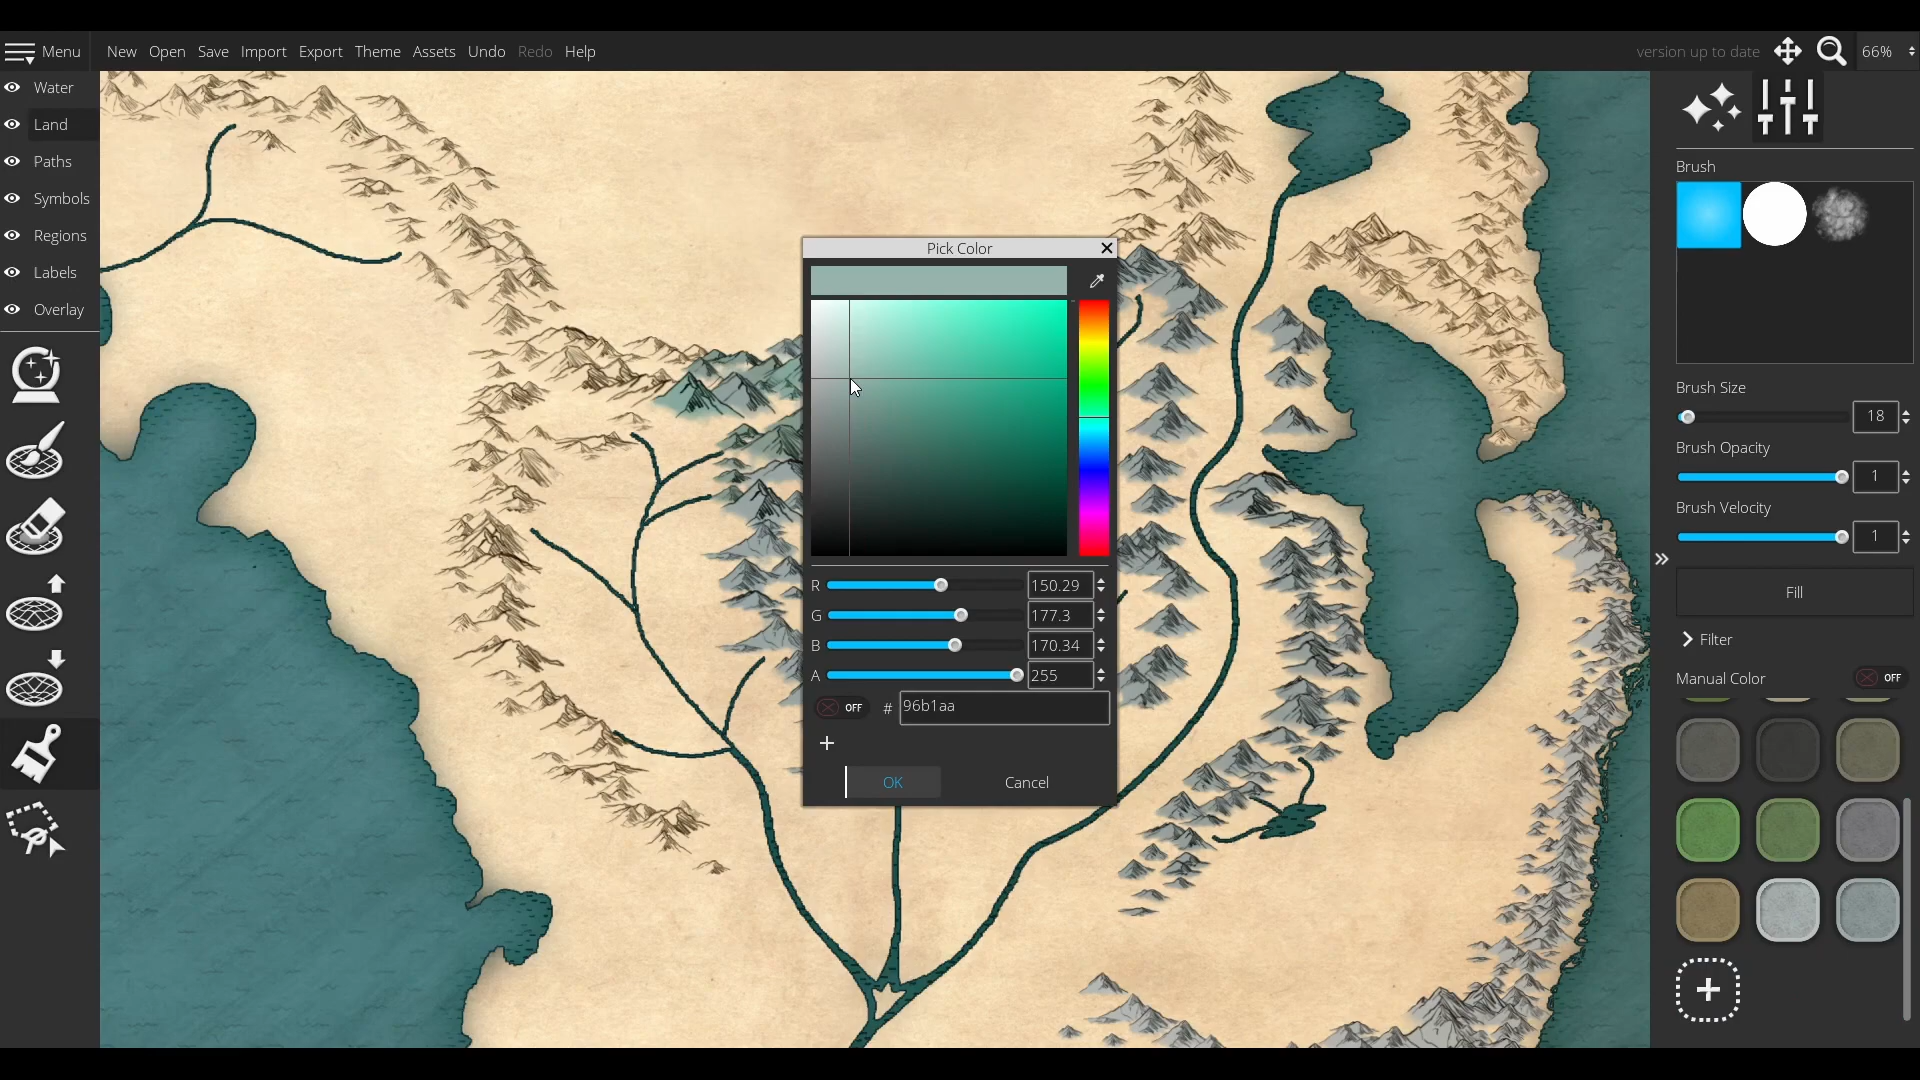 Menu New Open Save Import Export Theme Assets Undo Redo Help version up to date 66%
Water
Land
Paths
Symbols
Regions
Labels
Overlay
Pick Color
R 150.29
G 177.3
B 170.34
A 255
OFF # 96b1aa
+
OK Cancel
Brush
Brush Size
18
Brush Opacity
1
Brush Velocity
1
Fill
Filter
Manual Color OFF